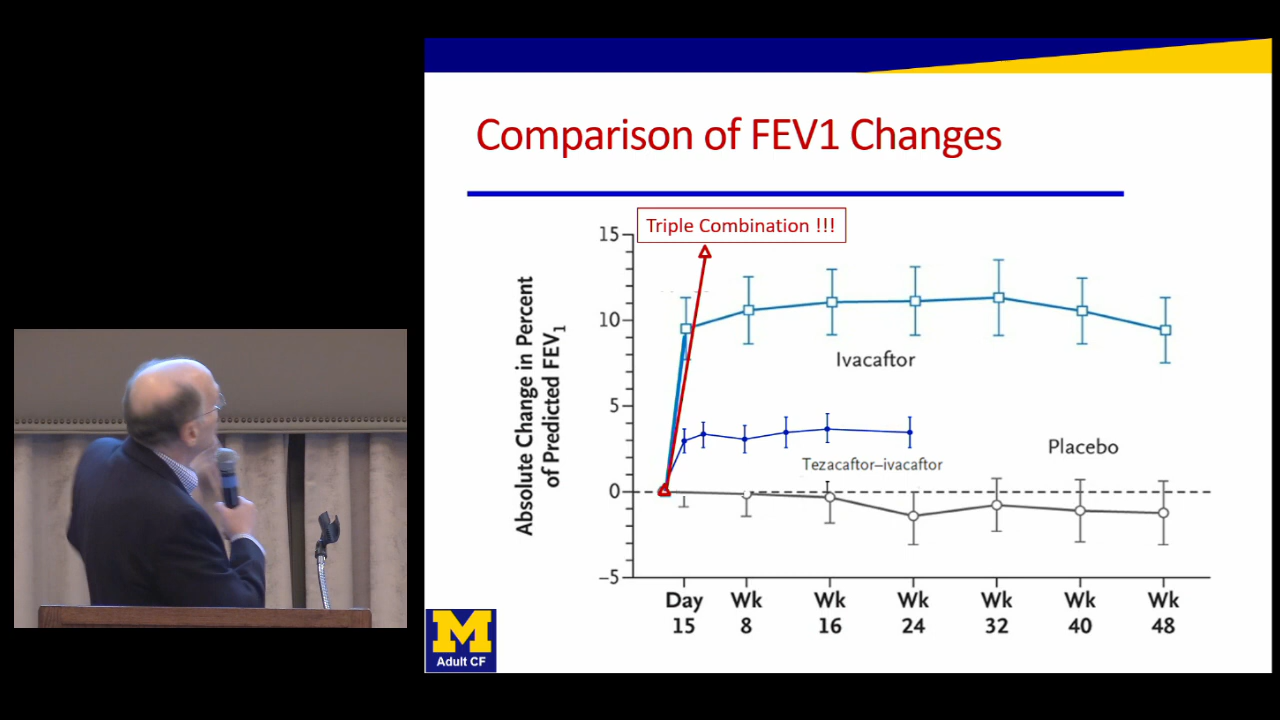 Comparison of FEV1 Changes
Triple Combination !!!
Absolute Change in Percent
of Predicted FEV1
15
10
5
0
–5
Ivacaftor
Tezacaftor–ivacaftor
Placebo
Day
15
Wk
8
Wk
16
Wk
24
Wk
32
Wk
40
Wk
48
M
Adult CF